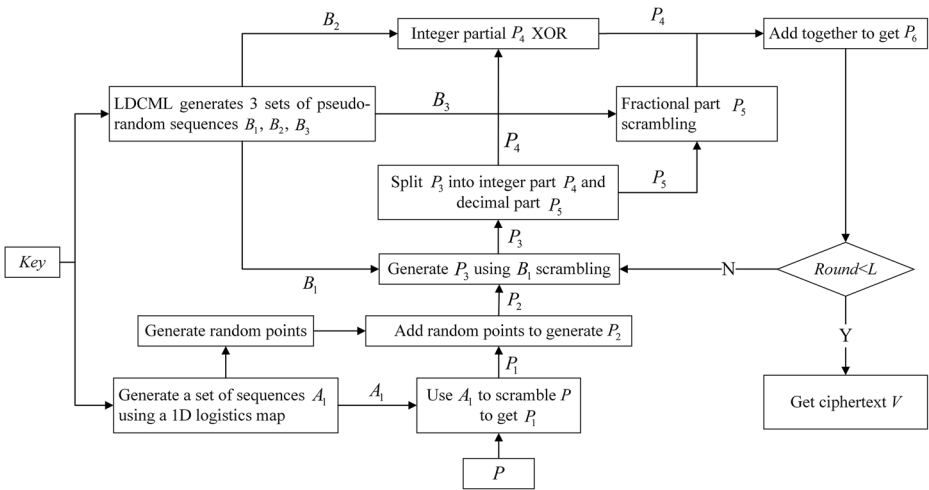 B₂
Integer partial P₄ XOR
P₄
Add together to get P₆
LDCML generates 3 sets of pseudo-
random sequences B₁, B₂, B₃
B₃
Fractional part P₅
scrambling
P₄
Split P₃ into integer part P₄ and
decimal part P₅
P₅
P₃
Key
Generate P₃ using B₁ scrambling
N
Round<L
B₁
P₂
Generate random points
Add random points to generate P₂
Y
P₁
Generate a set of sequences A₁
using a 1D logistics map
A₁
Use A₁ to scramble P
to get P₁
Get ciphertext V
P